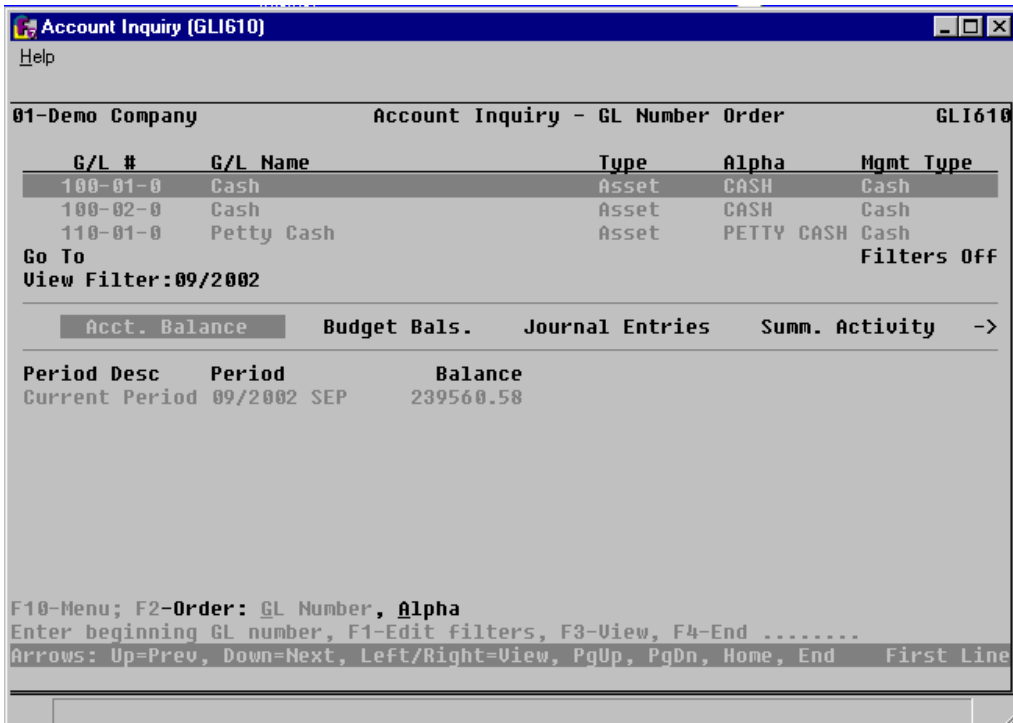 Account Inquiry (GLI610)
Help
01-Demo Company Account Inquiry - GL Number Order GLI610
G/L # G/L Name Type Alpha Mgmt Type
100-01-0 Cash Asset CASH Cash
100-02-0 Cash Asset CASH Cash
110-01-0 Petty Cash Asset PETTY CASH Cash
Go To Filters Off
View Filter:09/2002
Acct. Balance Budget Bals. Journal Entries Summ. Activity ->
Period Desc Period Balance
Current Period 09/2002 SEP 239560.58
F10-Menu; F2-Order: GL Number, Alpha
Enter beginning GL number, F1-Edit filters, F3-View, F4-End ........
Arrows: Up=Prev, Down=Next, Left/Right=View, PgUp, PgDn, Home, End First Line